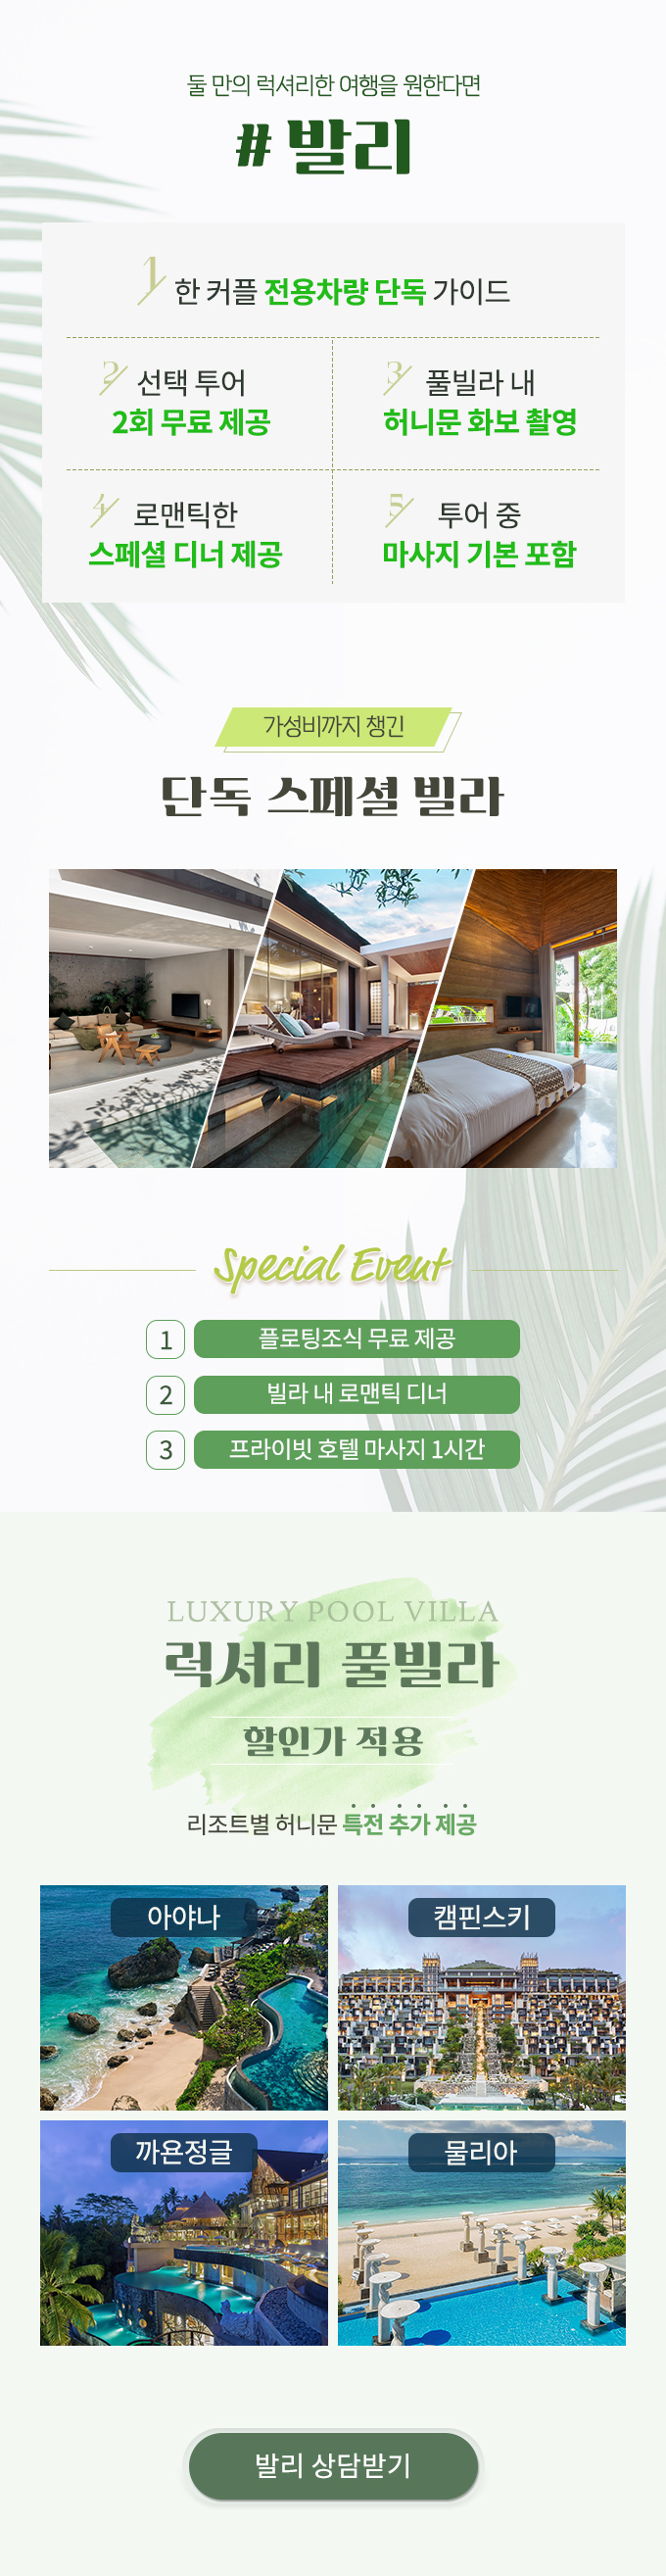 둘 만의 럭셔리한 여행을 원한다면
# 발리
1 한 커플 전용차량 단독 가이드
2 선택 투어
2회 무료 제공
3 풀빌라 내
허니문 화보 촬영
4 로맨틱한
스페셜 디너 제공
5 투어 중
마사지 기본 포함
가성비까지 챙긴
단독 스페셜 빌라
Special Event
1 플로팅조식 무료 제공
2 빌라 내 로맨틱 디너
3 프라이빗 호텔 마사지 1시간
LUXURY POOL VILLA
럭셔리 풀빌라
할인가 적용
리조트별 허니문 특전 추가 제공
아야나
캠핀스키
까욘정글
물리아
발리 상담받기